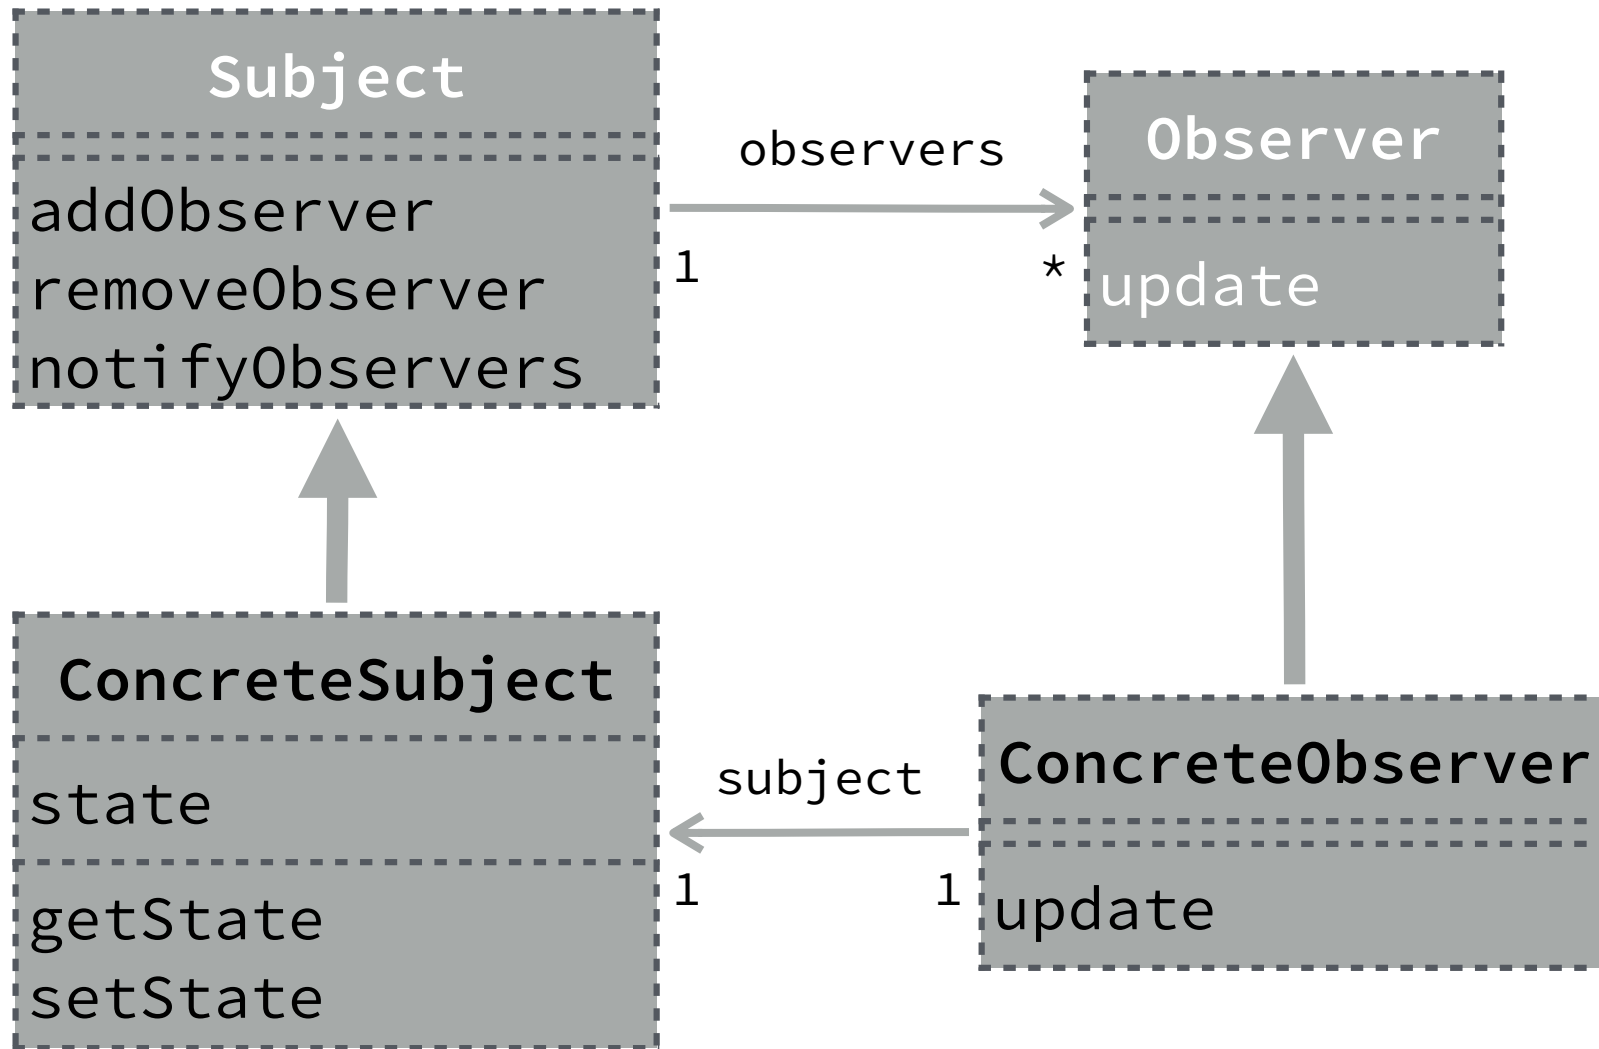 Subject
addObserver
removeObserver
notifyObservers
observers
1
*
Observer
update
ConcreteSubject
state
getState
setState
subject
1
1
ConcreteObserver
update